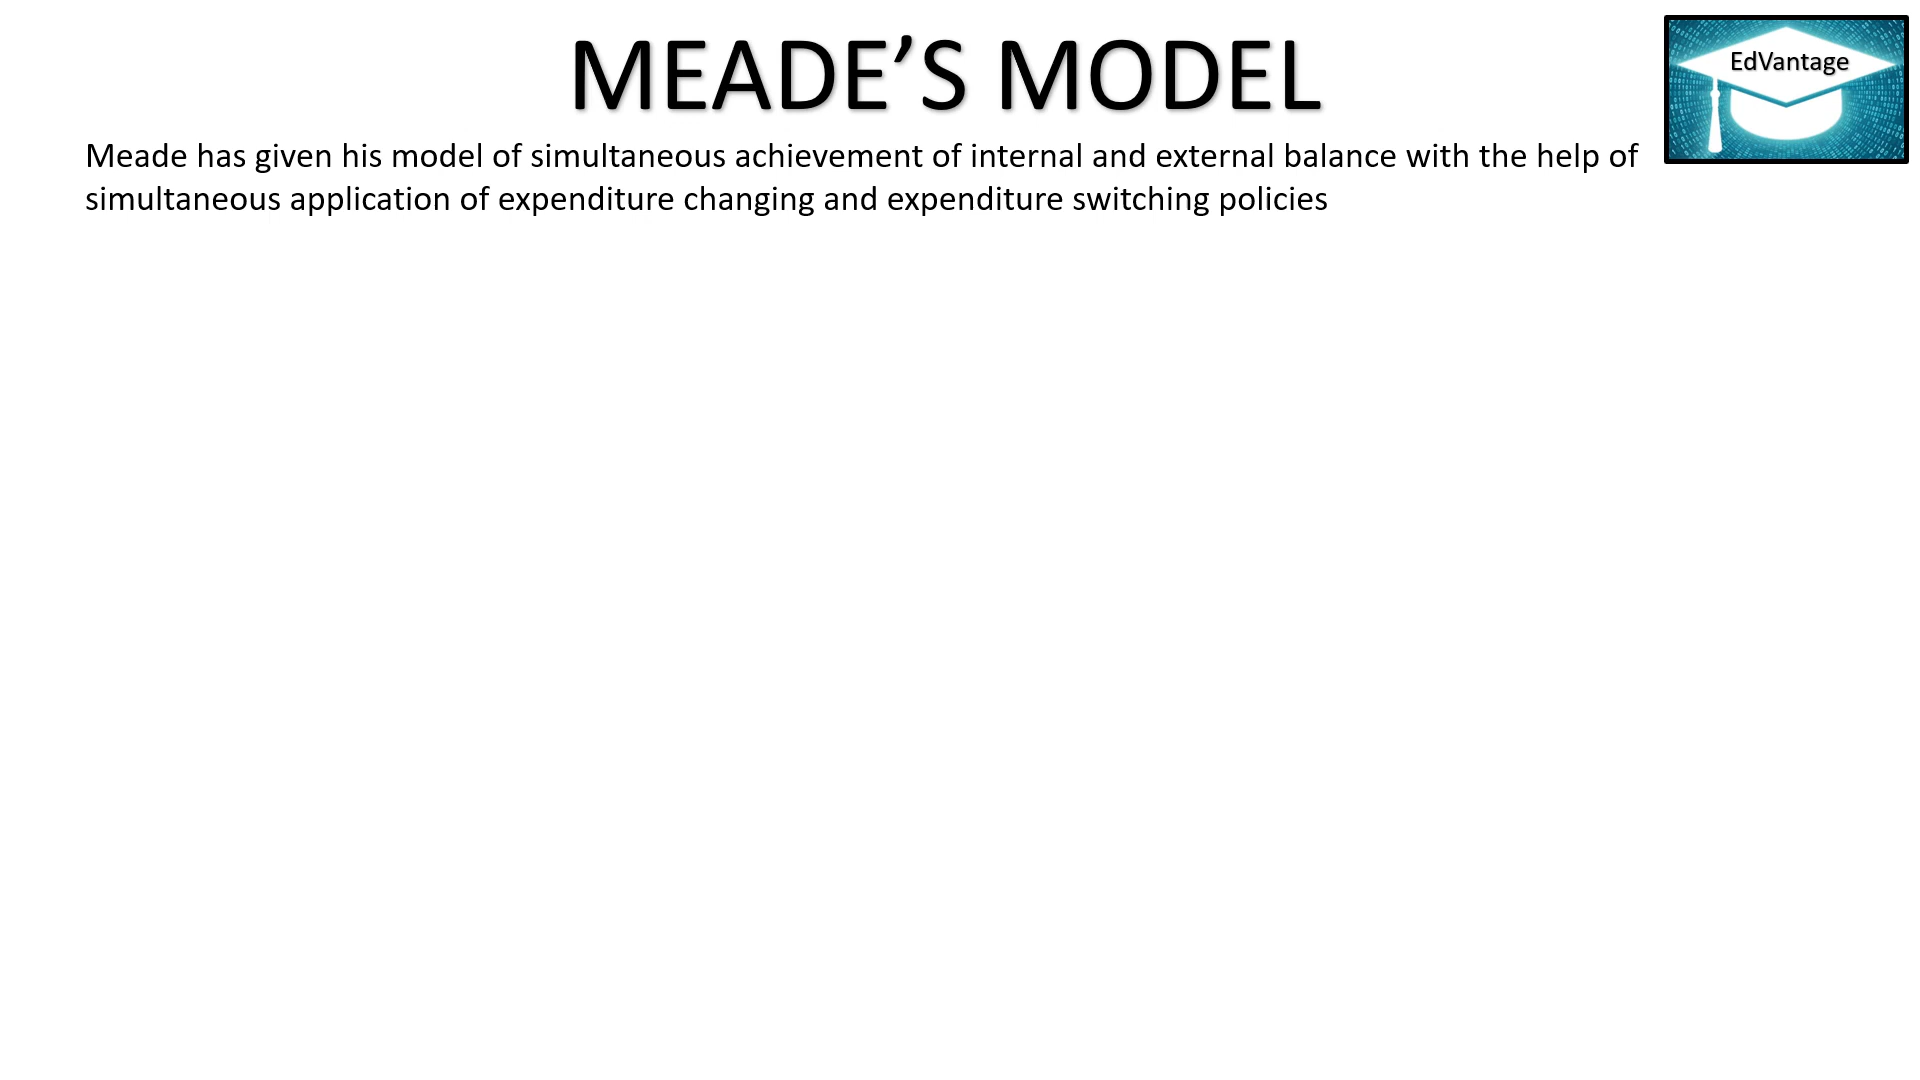 MEADE’S MODEL
EdVantage
Meade has given his model of simultaneous achievement of internal and external balance with the help of
simultaneous application of expenditure changing and expenditure switching policies